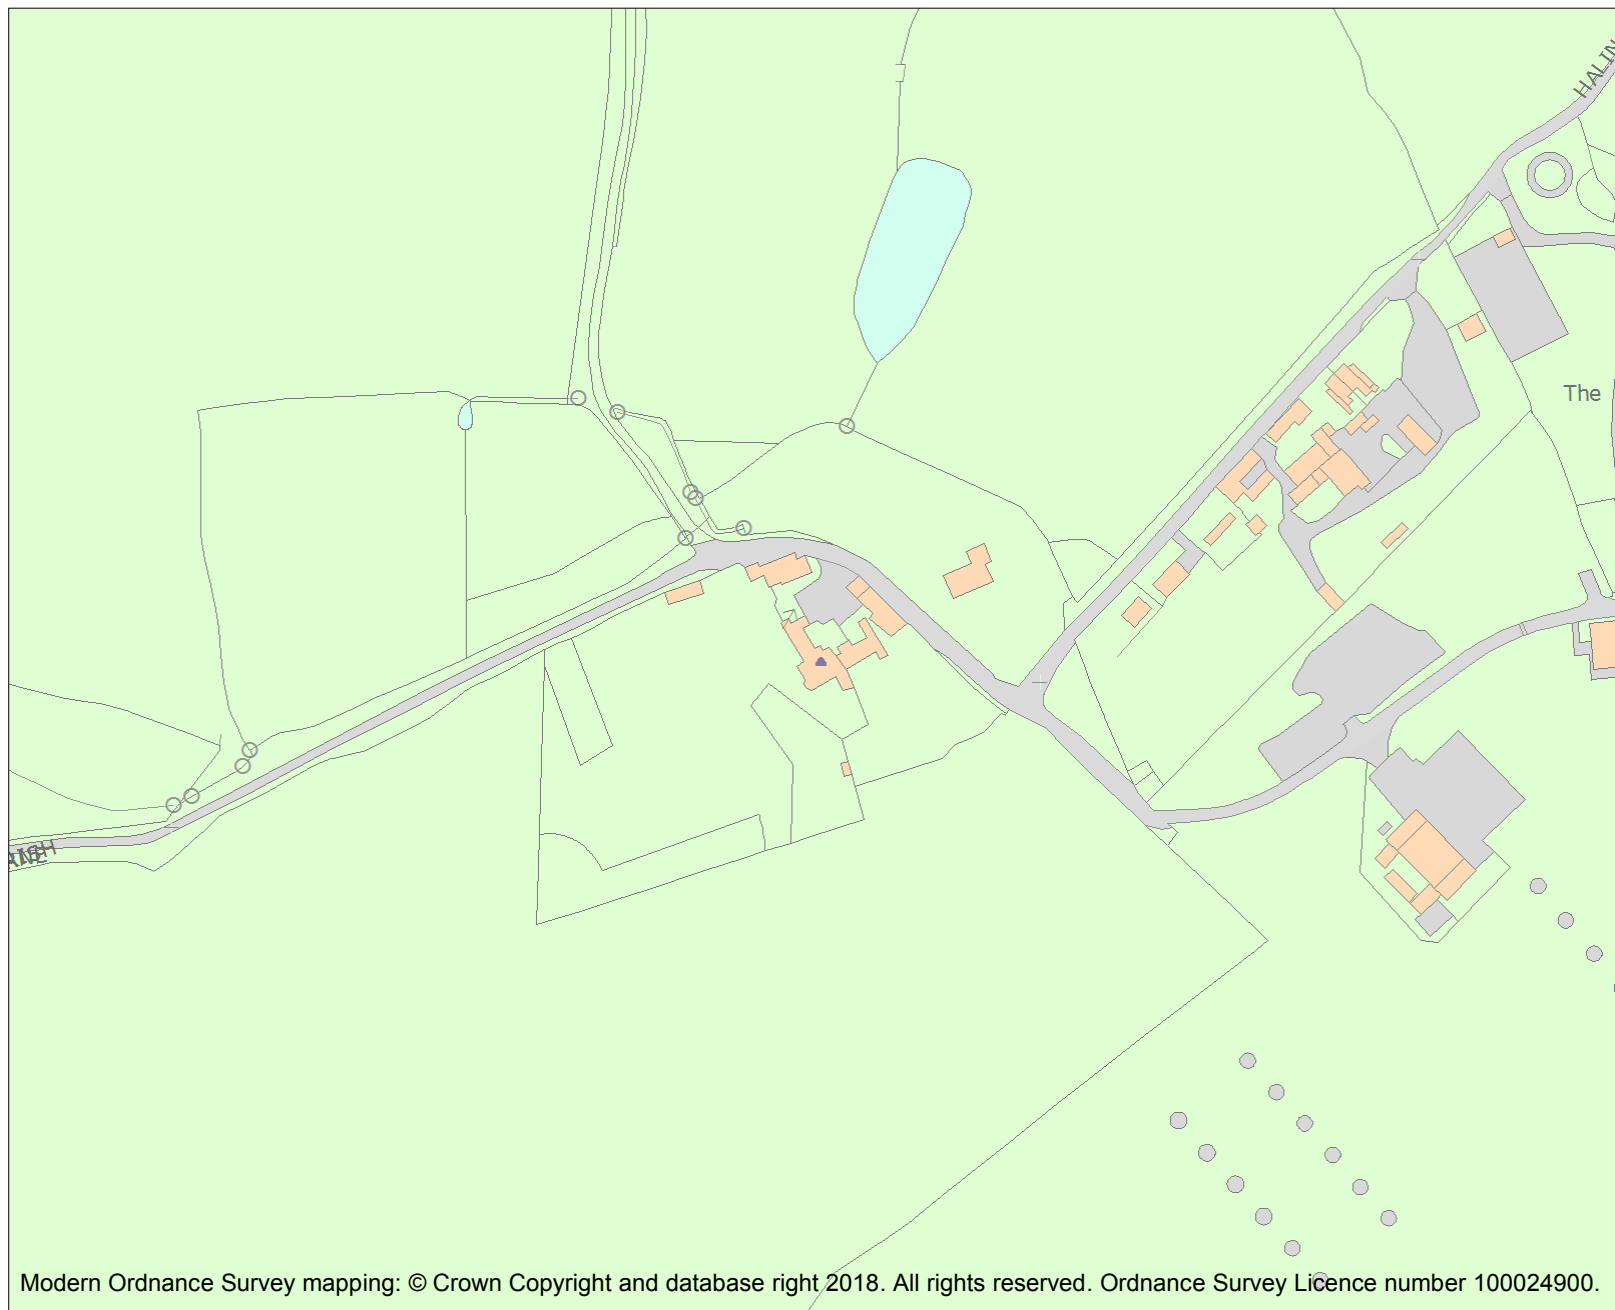 HALIN
The
Modern Ordnance Survey mapping: © Crown Copyright and database right 2018. All rights reserved. Ordnance Survey Licence number 100024900.